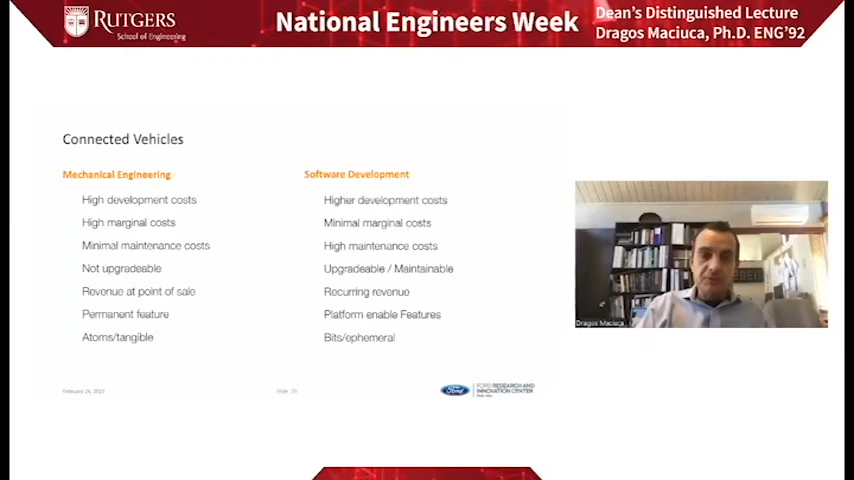 RUTGERS
School of Engineering
National Engineers Week
Dean's Distinguished Lecture
Dragos Maciuca, Ph.D. ENG'92
Connected Vehicles
Mechanical Engineering
High development costs
High marginal costs
Minimal maintenance costs
Not upgradeable
Revenue at point of sale
Permanent feature
Atoms/tangible
Software Development
Higher development costs
Minimal marginal costs
High maintenance costs
Upgradeable / Maintainable
Recurring revenue
Platform enable Features
Bits/ephemeral
Dragos Maciuca
Slide
Ford
FORD RESEARCH AND
INNOVATION CENTER